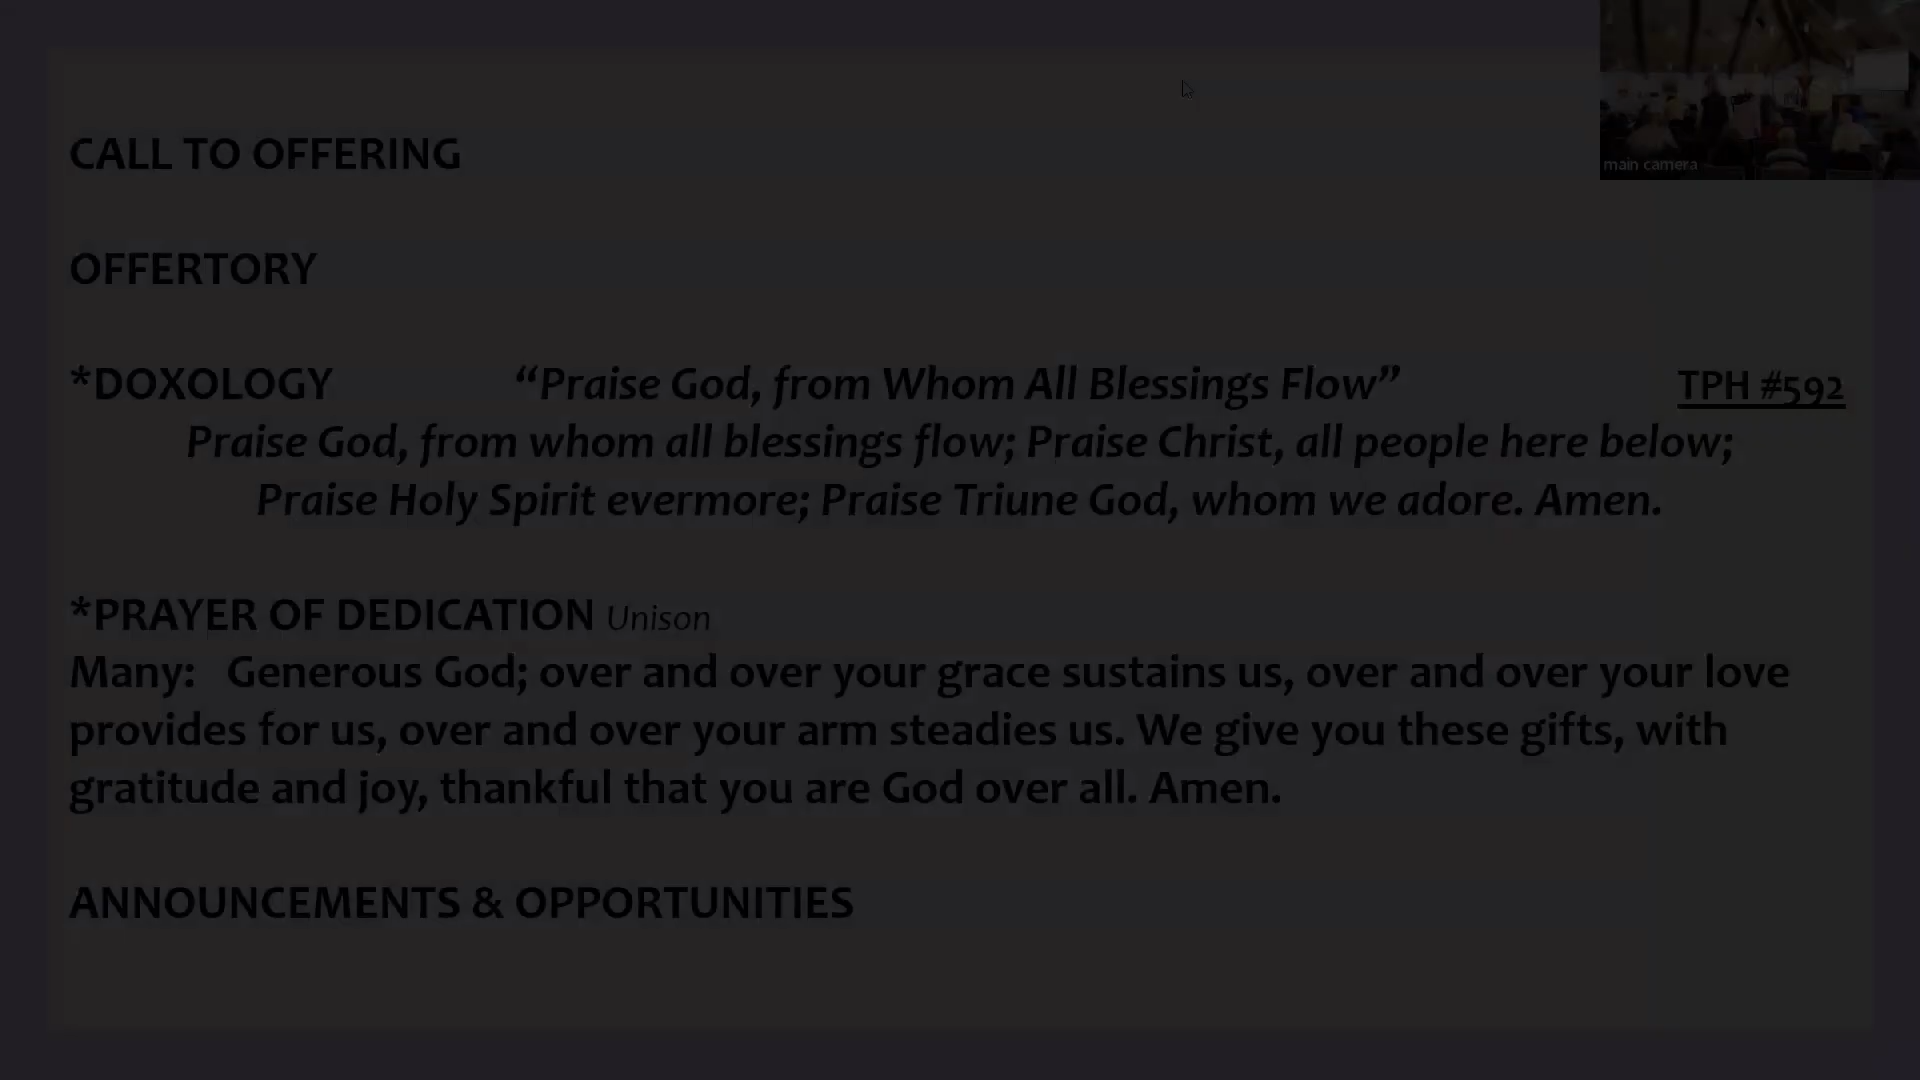 main camera
CALL TO OFFERING
OFFERTORY
*DOXOLOGY “Praise God, from Whom All Blessings Flow” TPH #592
Praise God, from whom all blessings flow; Praise Christ, all people here below;
Praise Holy Spirit evermore; Praise Triune God, whom we adore. Amen.
*PRAYER OF DEDICATION Unison
Many: Generous God; over and over your grace sustains us, over and over your love
provides for us, over and over your arm steadies us. We give you these gifts, with
gratitude and joy, thankful that you are God over all. Amen.
ANNOUNCEMENTS & OPPORTUNITIES